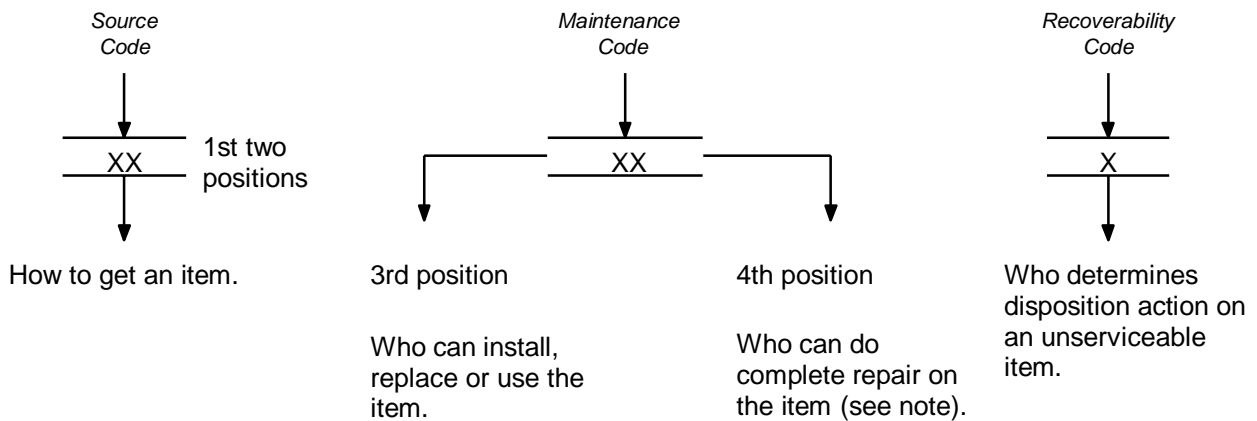 Source
Code
Maintenance
Code
Recoverability
Code
XX
1st two
positions
XX
X
How to get an item.
3rd position
Who can install,
replace or use the
item.
4th position
Who can do
complete repair on
the item (see note).
Who determines
disposition action on
an unserviceable
item.